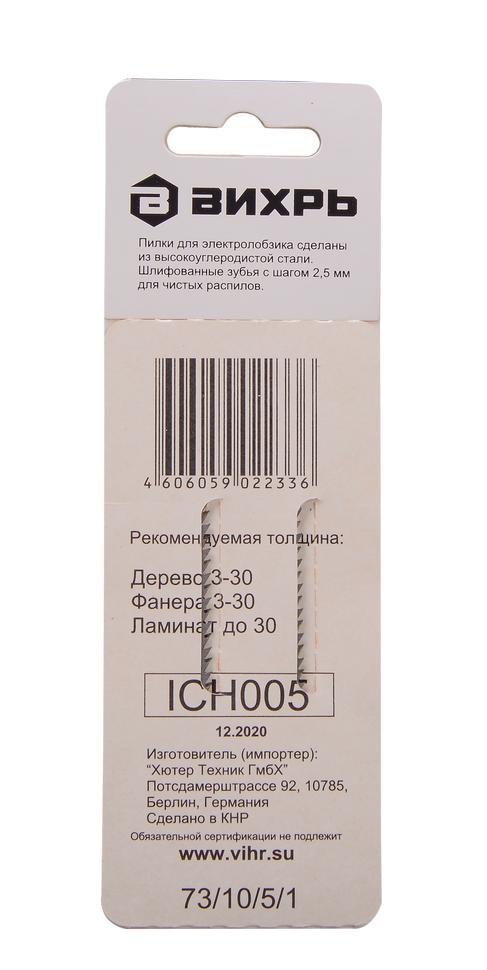 ВИХРЬ
Пилки для электролобзика сделаны
из высокоуглеродистой стали.
Шлифованные зубья с шагом 2,5 мм
для чистых распилов.
4 606059 022336
Рекомендуемая толщина:
Дерево 3-30
Фанера 3-30
Ламинат до 30
ICH005
12.2020
Изготовитель (импортер):
“Хютер Техник ГмбХ”
Потсдамерштрассе 92, 10785,
Берлин, Германия
Сделано в КНР
Обязательной сертификации не подлежит
www.vihr.su
73/10/5/1